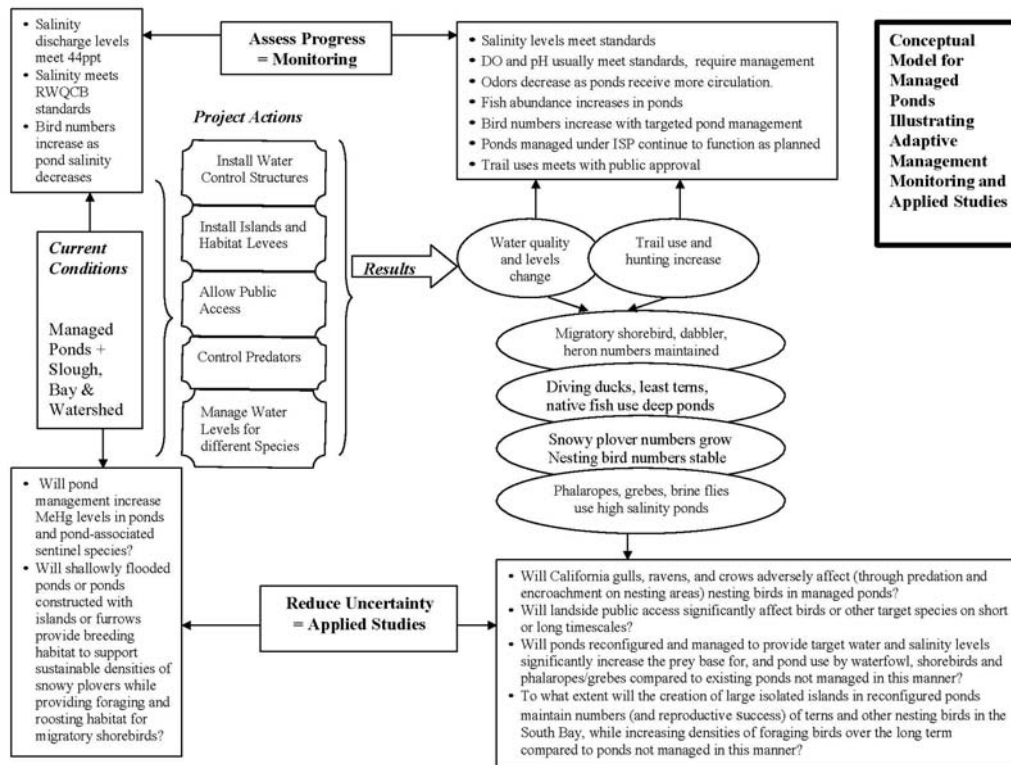 • Salinity
discharge levels
meet 44ppt
• Salinity meets
RWQCB
standards
• Bird numbers
increase as
pond salinity
decreases
Assess Progress
= Monitoring
• Salinity levels meet standards
• DO and pH usually meet standards, require management
• Odors decrease as ponds receive more circulation.
• Fish abundance increases in ponds
• Bird numbers increase with targeted pond management
• Ponds managed under ISP continue to function as planned
• Trail uses meets with public approval
Conceptual
Model for
Managed
Ponds
Illustrating
Adaptive
Management
Monitoring and
Applied Studies
Current
Conditions
Managed
Ponds +
Slough,
Bay &
Watershed
Project Actions
Install Water
Control Structures
Install Islands and
Habitat Levees
Allow Public
Access
Control Predators
Manage Water
Levels for
different Species
Results
Water quality
and levels
change
Trail use and
hunting increase
Migratory shorebird, dabbler,
heron numbers maintained
Diving ducks, least terns,
native fish use deep ponds
Snowy plover numbers grow
Nesting bird numbers stable
Phalaropes, grebes, brine flies
use high salinity ponds
• Will pond
management increase
MeHg levels in ponds
and pond-associated
sentinel species?
• Will shallowly flooded
ponds or ponds
constructed with
islands or furrows
provide breeding
habitat to support
sustainable densities of
snowy plovers while
providing foraging and
roosting habitat for
migratory shorebirds?
Reduce Uncertainty
= Applied Studies
• Will California gulls, ravens, and crows adversely affect (through predation and
encroachment on nesting areas) nesting birds in managed ponds?
• Will landside public access significantly affect birds or other target species on short
or long timescales?
• Will ponds reconfigured and managed to provide target water and salinity levels
significantly increase the prey base for, and pond use by waterfowl, shorebirds and
phalaropes/grebes compared to existing ponds not managed in this manner?
• To what extent will the creation of large isolated islands in reconfigured ponds
maintain numbers (and reproductive success) of terns and other nesting birds in the
South Bay, while increasing densities of foraging birds over the long term
compared to ponds not managed in this manner?